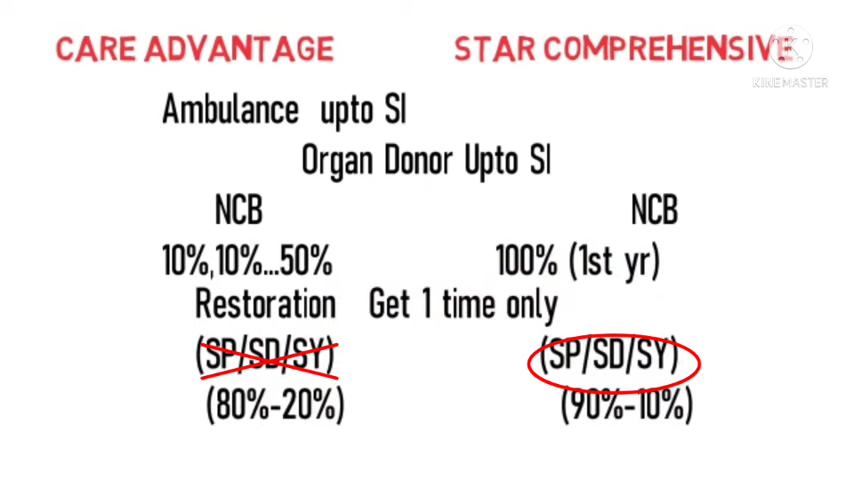 CARE ADVANTAGE STAR COMPREHENSIVE
KINEMASTER
Ambulance upto SI
Organ Donor Upto SI
NCB NCB
10%,10%...50% 100% (1st yr)
Restoration Get 1 time only
(SP/SD/SY) (SP/SD/SY)
(80%-20%) (90%-10%)